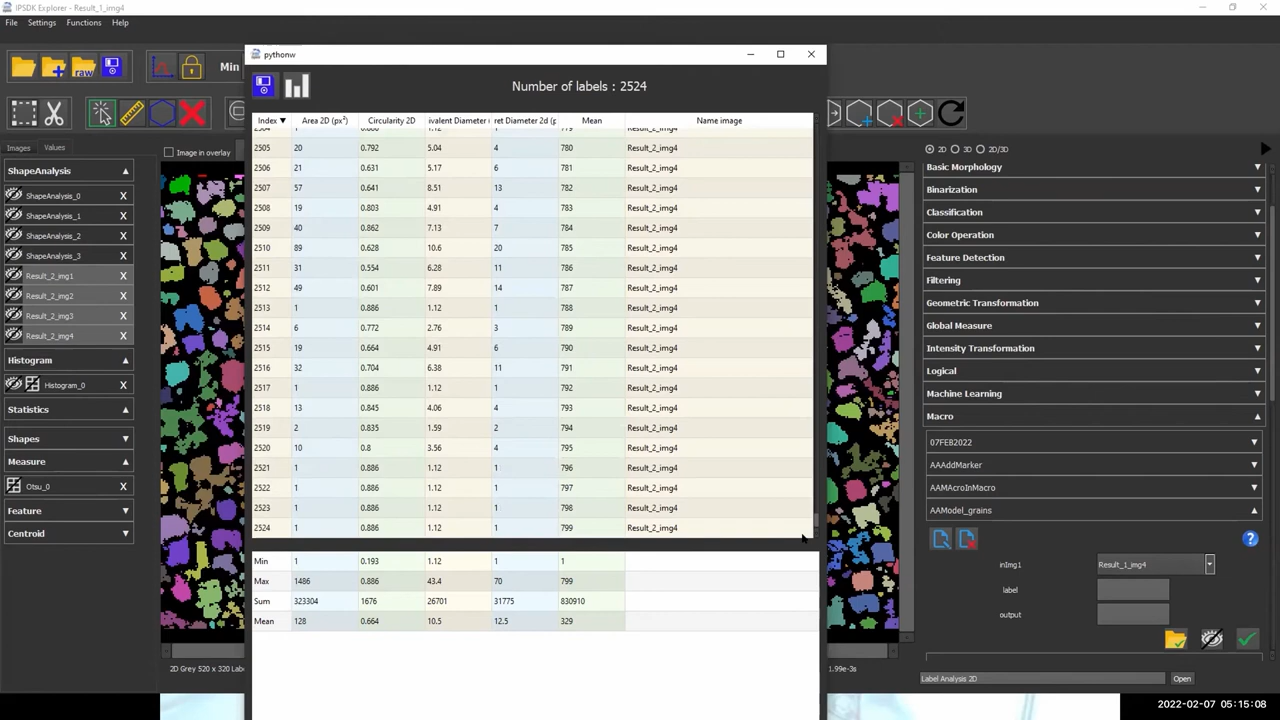 IPSDK Explorer - Result_1_img4
File Settings Functions Help
raw
Min
pythonw
Number of labels : 2524
Index Area 2D (px²) Circularity 2D ivalent Diameter ret Diameter 2d (p Mean Name image
2505 20 0.792 5.04 4 780 Result_2_img4
2506 21 0.631 5.17 6 781 Result_2_img4
2507 57 0.641 8.51 13 782 Result_2_img4
2508 19 0.803 4.91 4 783 Result_2_img4
2509 40 0.862 7.13 7 784 Result_2_img4
2510 89 0.628 10.6 20 785 Result_2_img4
2511 31 0.554 6.28 11 786 Result_2_img4
2512 49 0.601 7.89 14 787 Result_2_img4
2513 1 0.886 1.12 1 788 Result_2_img4
2514 6 0.772 2.76 3 789 Result_2_img4
2515 19 0.664 4.91 6 790 Result_2_img4
2516 32 0.704 6.38 11 791 Result_2_img4
2517 1 0.886 1.12 1 792 Result_2_img4
2518 13 0.845 4.06 4 793 Result_2_img4
2519 2 0.835 1.59 2 794 Result_2_img4
2520 10 0.8 3.56 4 795 Result_2_img4
2521 1 0.886 1.12 1 796 Result_2_img4
2522 1 0.886 1.12 1 797 Result_2_img4
2523 1 0.886 1.12 1 798 Result_2_img4
2524 1 0.886 1.12 1 799 Result_2_img4
Min 1 0.193 1.12 1 1
Max 1486 0.886 43.4 70 799
Sum 323304 1676 26701 31775 830910
Mean 128 0.664 10.5 12.5 329
Images Values
Image in overlay
ShapeAnalysis
ShapeAnalysis_0 X
ShapeAnalysis_1 X
ShapeAnalysis_2 X
ShapeAnalysis_3 X
Result_2_img1 X
Result_2_img2 X
Result_2_img3 X
Result_2_img4 X
Histogram
Histogram_0 X
Statistics
Shapes
Measure
Otsu_0 X
Feature
Centroid
2D 3D 2D/3D
Basic Morphology
Binarization
Classification
Color Operation
Feature Detection
Filtering
Geometric Transformation
Global Measure
Intensity Transformation
Logical
Machine Learning
Macro
07FEB2022
AAAddMarker
AAMAcroInMacro
AAModel_grains
inImg1 Result_1_img4
label
output
Label Analysis 2D Open
2D Grey 520 x 320 Labe
1.99e-3s
2022-02-07 05:15:08